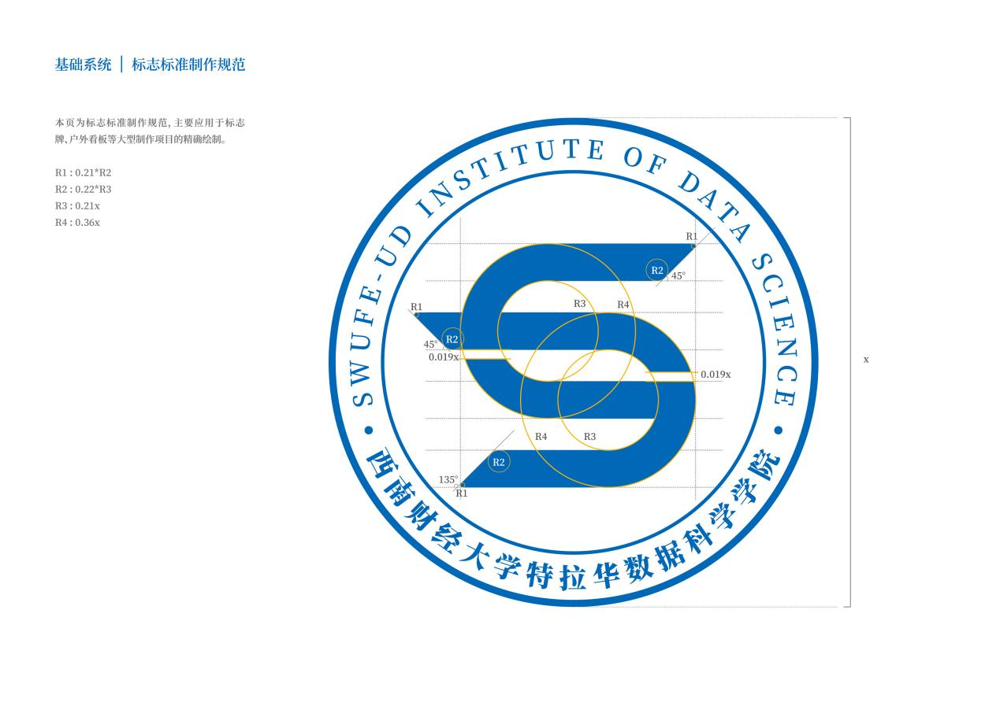 基础系统 | 标志标准制作规范
本页为标志标准制作规范, 主要应用于标志
牌、户外看板等大型制作项目的精确绘制。
R1 : 0.21*R2
R2 : 0.22*R3
R3 : 0.21x
R4 : 0.36x
SWUFE-UD INSTITUTE OF DATA SCIENCE
R1
R2
45°
R3
R4
R1
R2
45°
0.019x
0.019x
x
R4
R3
R2
135°
R1
• 西南财经大学特拉华数据科学学院 •